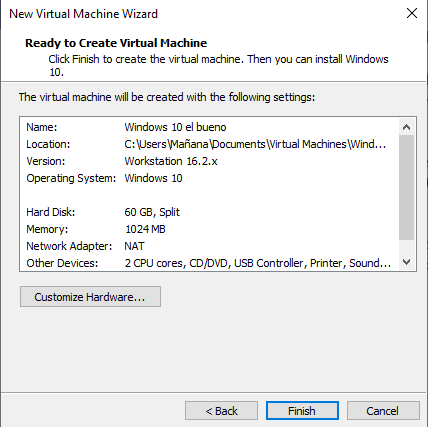 New Virtual Machine Wizard
Ready to Create Virtual Machine
Click Finish to create the virtual machine. Then you can install Windows
10.
The virtual machine will be created with the following settings:
Name: Windows 10 el bueno
Location: C:\Users\Mañana\Documents\Virtual Machines\Wind...
Version: Workstation 16.2.x
Operating System: Windows 10
Hard Disk: 60 GB, Split
Memory: 1024 MB
Network Adapter: NAT
Other Devices: 2 CPU cores, CD/DVD, USB Controller, Printer, Sound...
Customize Hardware...
< Back Finish Cancel